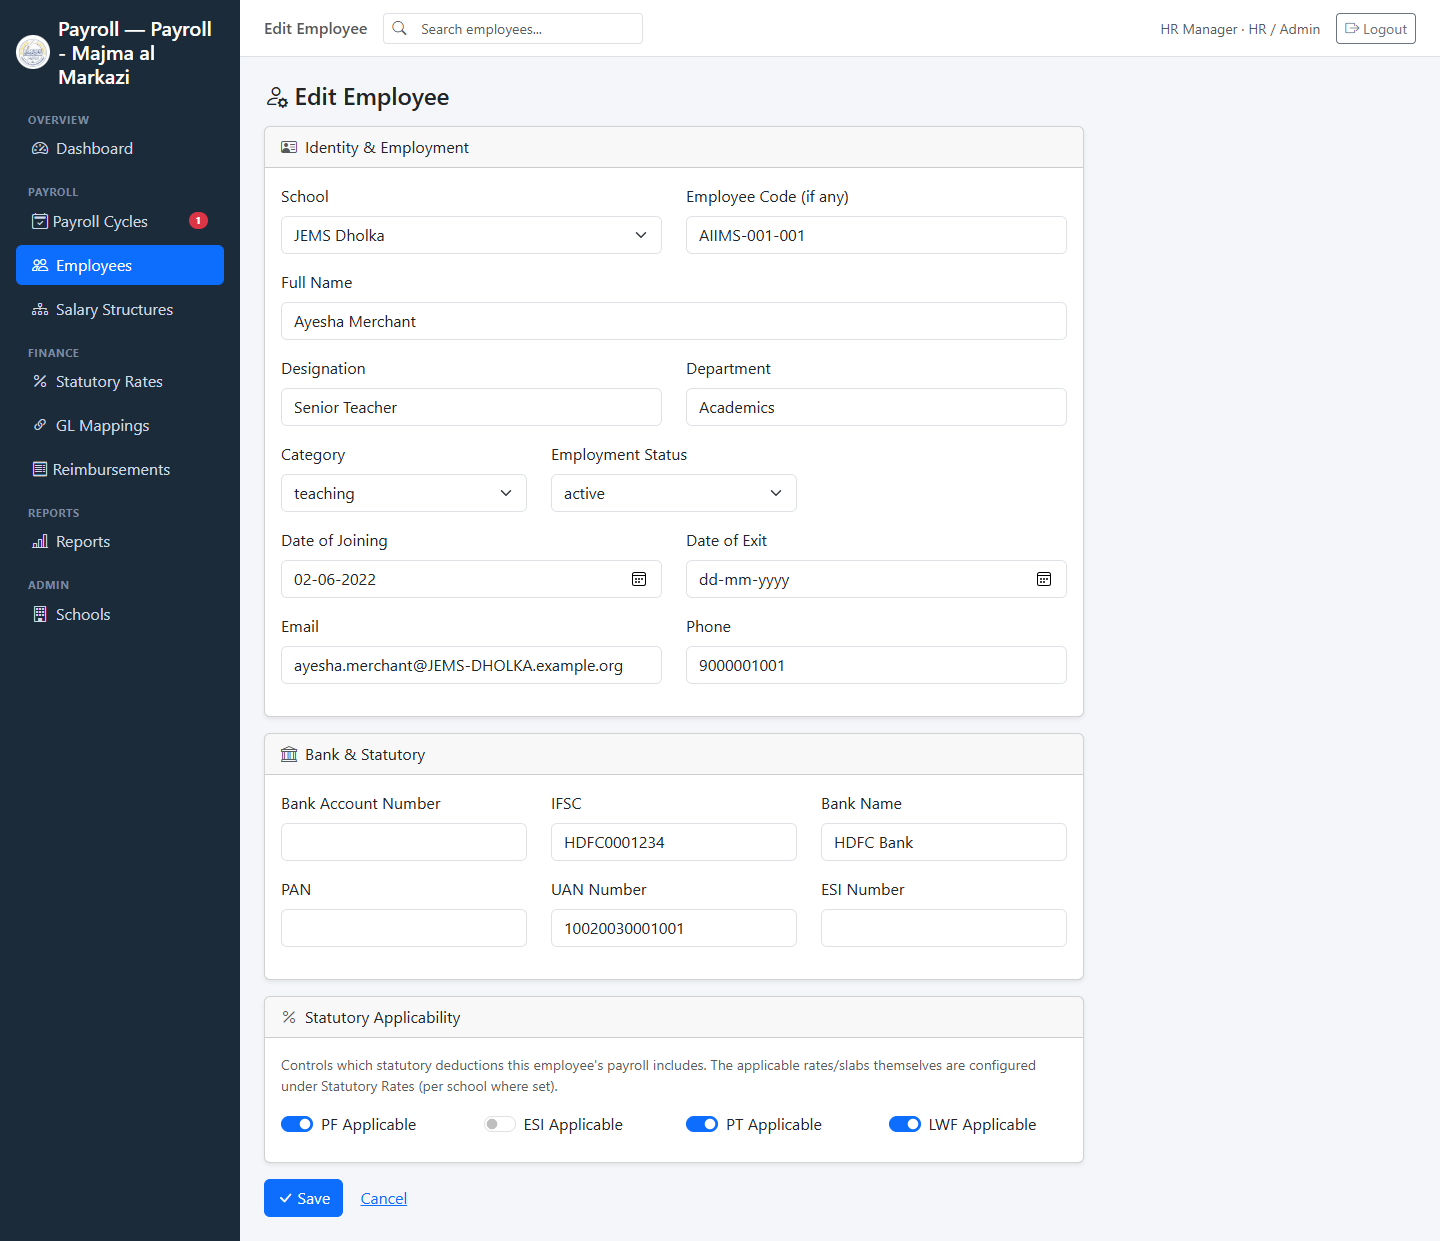 Payroll — Payroll
- Majma al
Markazi
OVERVIEW
Dashboard
PAYROLL
Payroll Cycles 1
Employees
Salary Structures
FINANCE
Statutory Rates
GL Mappings
Reimbursements
REPORTS
Reports
ADMIN
Schools
Edit Employee Search employees... HR Manager · HR / Admin Logout
Edit Employee
Identity & Employment
School Employee Code (if any)
JEMS Dholka AIIMS-001-001
Full Name
Ayesha Merchant
Designation Department
Senior Teacher Academics
Category Employment Status
teaching active
Date of Joining Date of Exit
02-06-2022 dd-mm-yyyy
Email Phone
ayesha.merchant@JEMS-DHOLKA.example.org 9000001001
Bank & Statutory
Bank Account Number IFSC Bank Name
HDFC0001234 HDFC Bank
PAN UAN Number ESI Number
10020030001001
Statutory Applicability
Controls which statutory deductions this employee's payroll includes. The applicable rates/slabs themselves are configured
under Statutory Rates (per school where set).
PF Applicable ESI Applicable PT Applicable LWF Applicable
Save Cancel